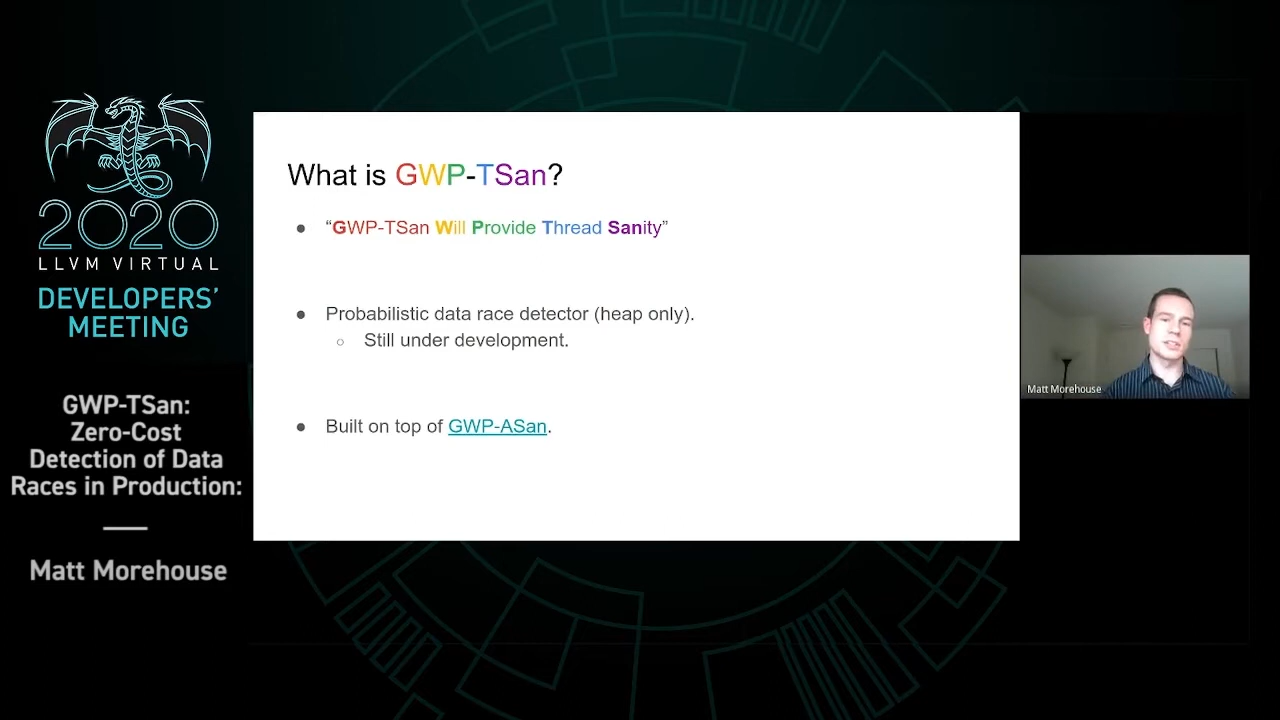 2020
LLVM VIRTUAL
DEVELOPERS'
MEETING
GWP-TSan:
Zero-Cost
Detection of Data
Races in Production:
Matt Morehouse
What is GWP-TSan?
"GWP-TSan Will Provide Thread Sanity"
Probabilistic data race detector (heap only).
Still under development.
Built on top of GWP-ASan.
Matt Morehouse